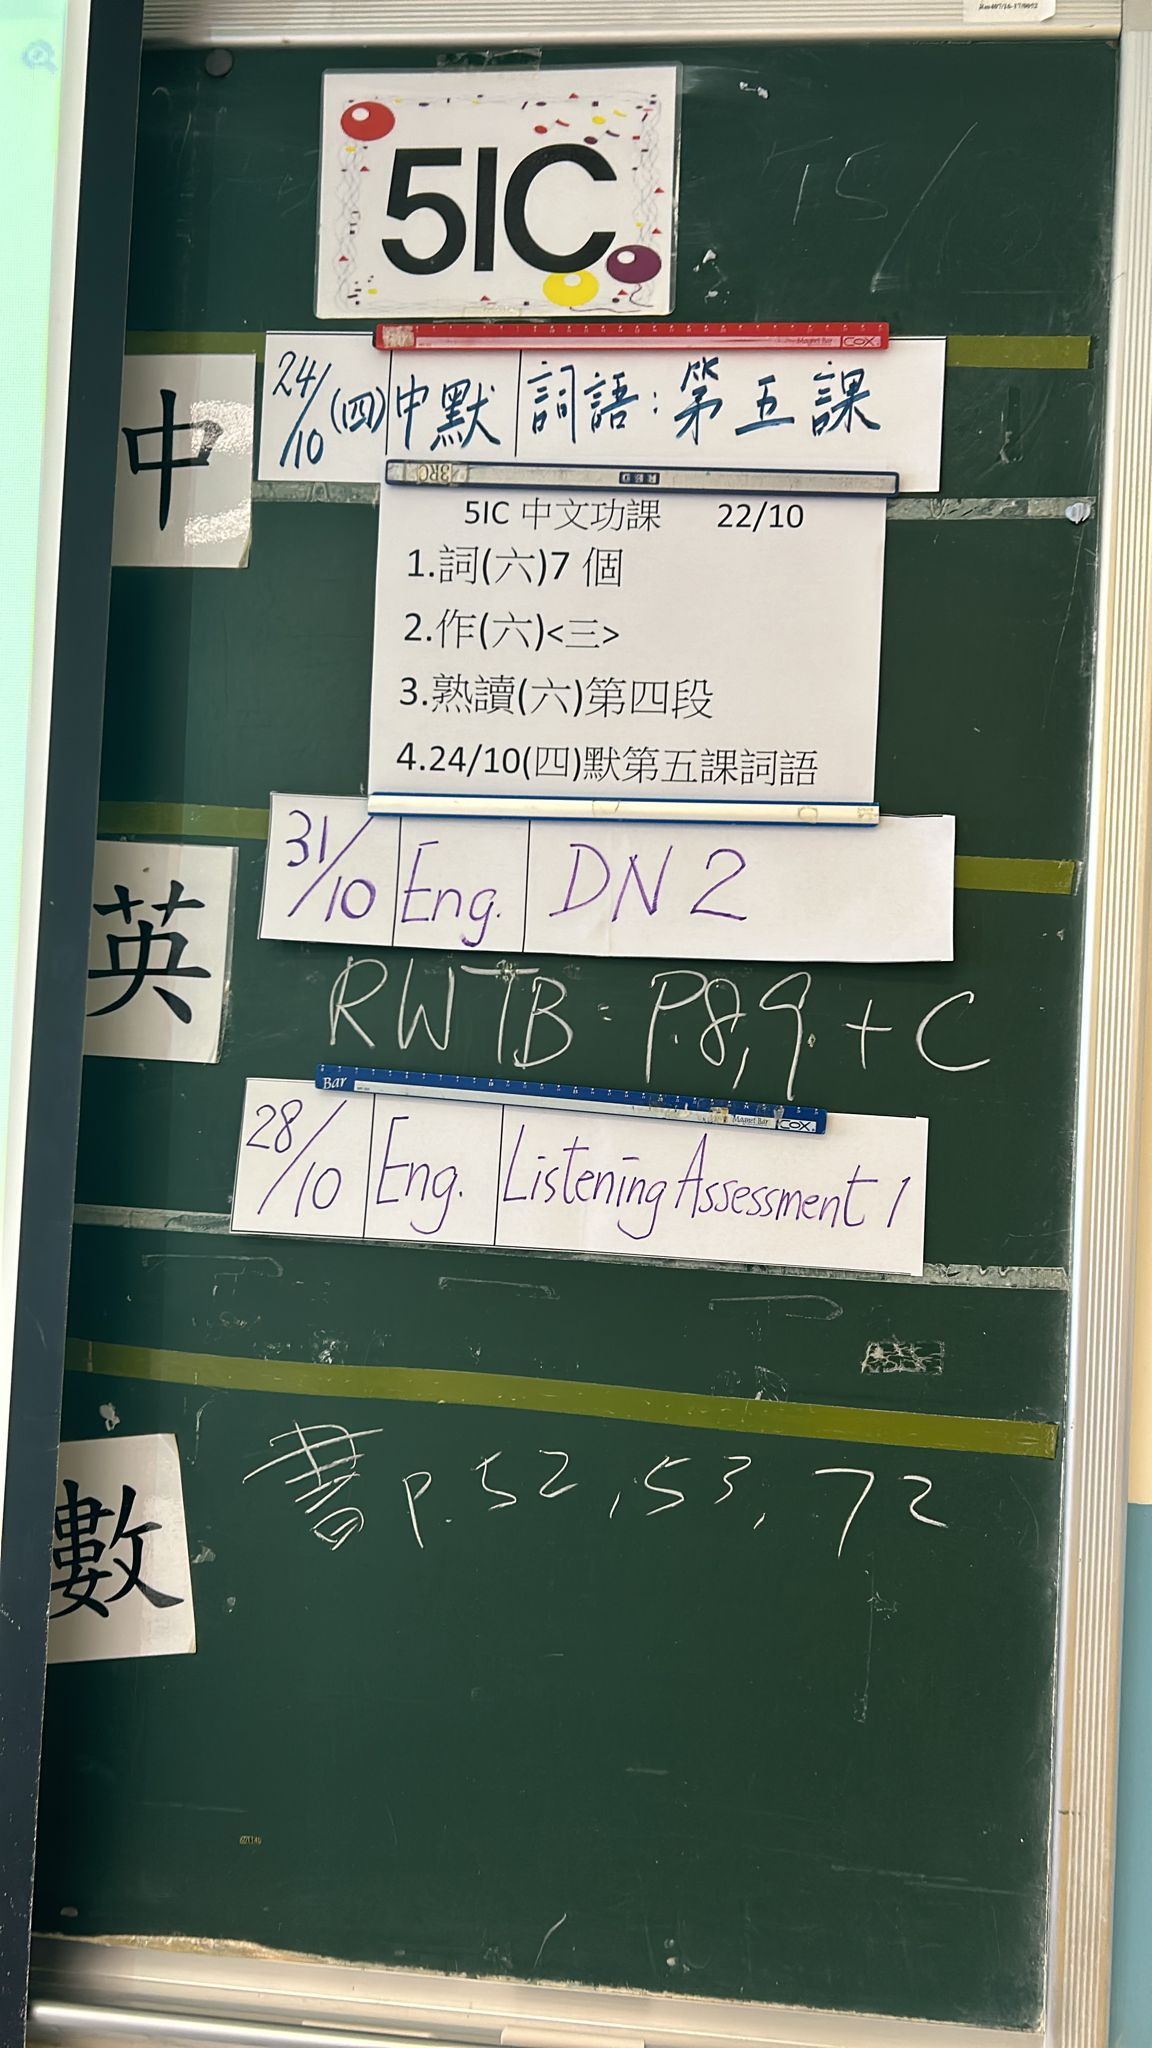 5IC
24/10 (四) 中默 詞語：第五課
中
5IC 中文功課 22/10
1.詞(六)7 個
2.作(六)<三>
3.熟讀(六)第四段
4.24/10(四)默第五課詞語
31/10 Eng. DN 2
英
RWTB: P.8,9. + C
28/10 Eng. Listening Assessment 1
數
書 p. 52, 53, 72